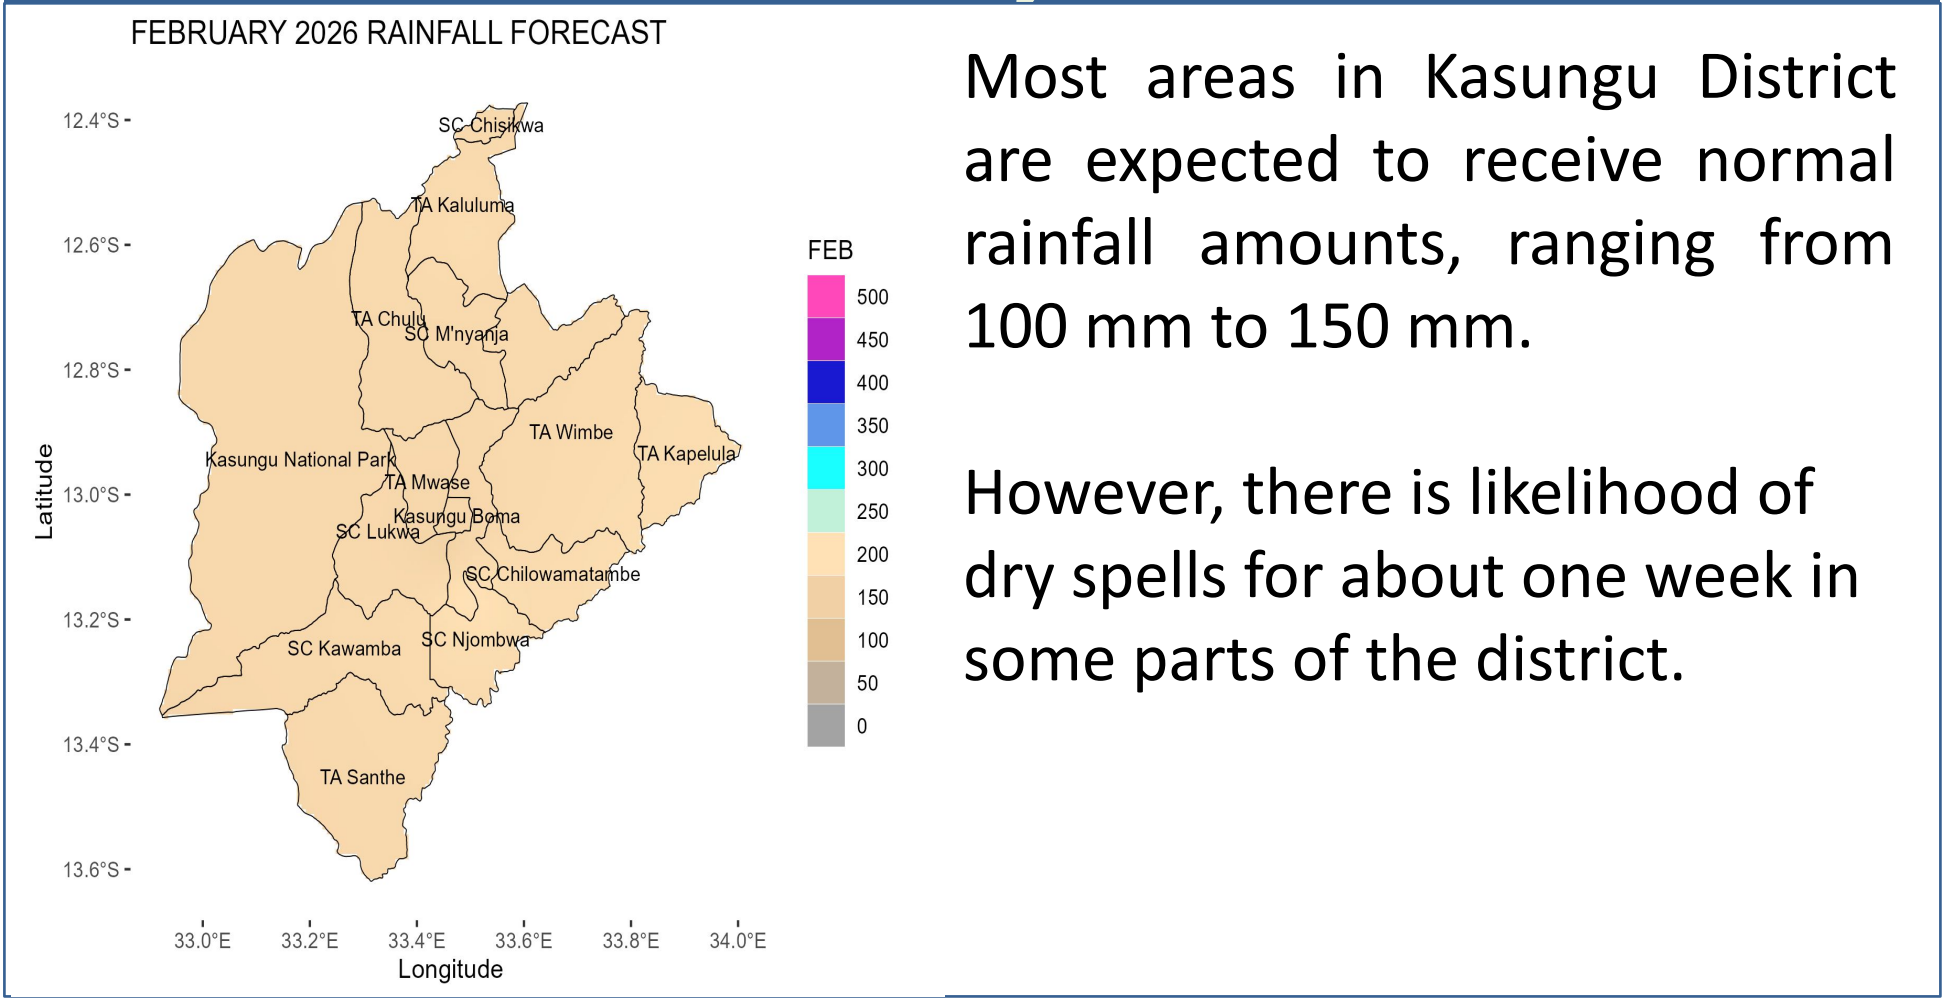 FEBRUARY 2026 RAINFALL FORECAST
12.4°S
12.6°S
12.8°S
13.0°S
13.2°S
13.4°S
13.6°S
Latitude
SC Chisikwa
TA Kaluluma
TA Chulu
SC M'nyanja
TA Wimbe
TA Kapelula
Kasungu National Park
TA Mwase
Kasungu Boma
SC Lukwa
SC Chilowamatambe
SC Njombwa
SC Kawamba
TA Santhe
33.0°E 33.2°E 33.4°E 33.6°E 33.8°E 34.0°E
Longitude
FEB
500
450
400
350
300
250
200
150
100
50
0
Most areas in Kasungu District
are expected to receive normal
rainfall amounts, ranging from
100 mm to 150 mm.
However, there is likelihood of
dry spells for about one week in
some parts of the district.